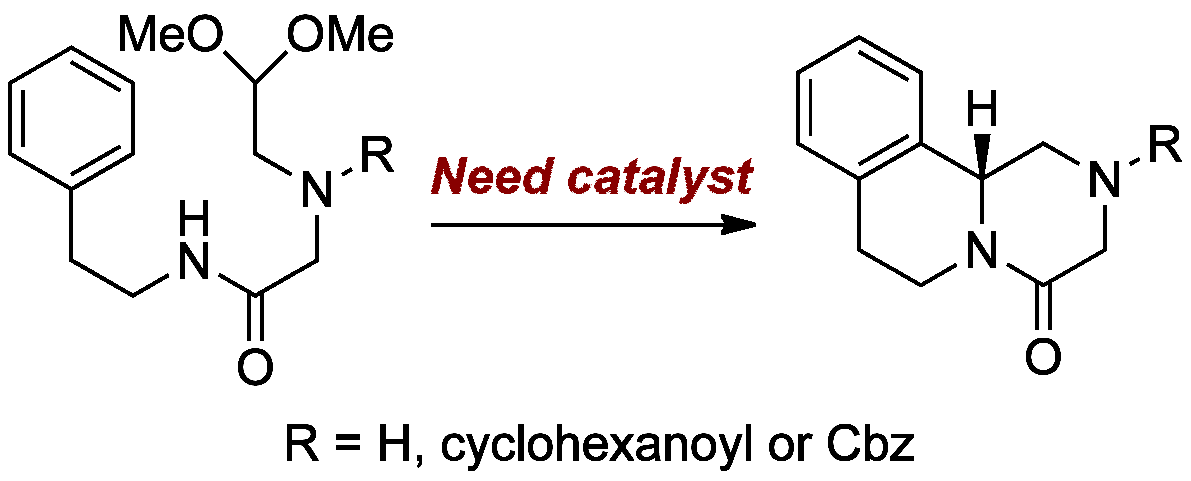 MeO OMe
H
N
R
N
H
O
Need catalyst
H
N
R
N
O
R = H, cyclohexanoyl or Cbz